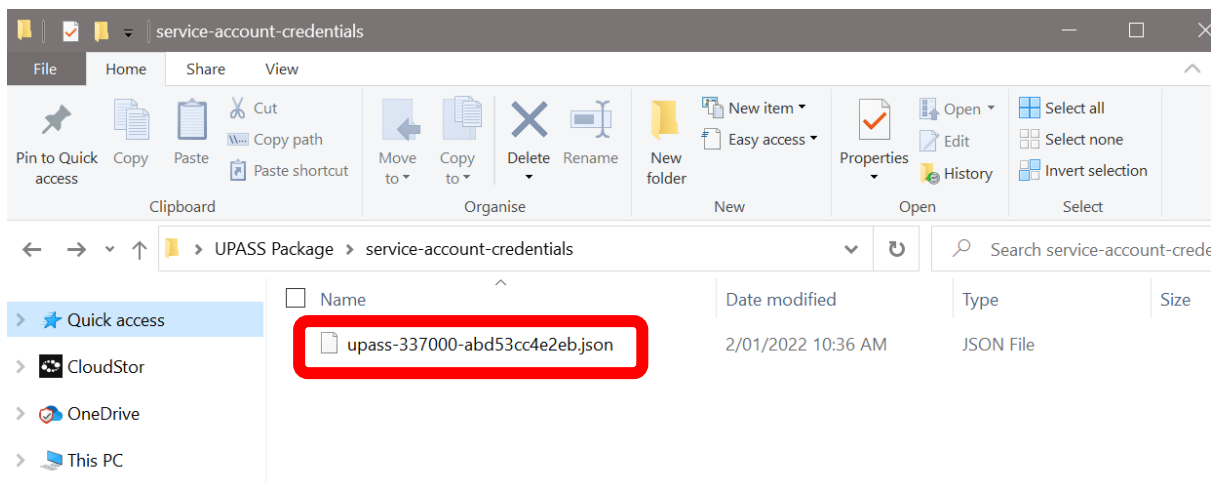 service-account-credentials
File Home Share View
Pin to Quick access
Copy
Paste
Cut
Copy path
Paste shortcut
Clipboard
Move to
Copy to
Delete
Rename
Organise
New folder
New item
Easy access
New
Properties
Open
Edit
History
Open
Select all
Select none
Invert selection
Select
UPASS Package > service-account-credentials
Search service-account-crede
Name Date modified Type Size
upass-337000-abd53cc4e2eb.json 2/01/2022 10:36 AM JSON File
Quick access
CloudStor
OneDrive
This PC